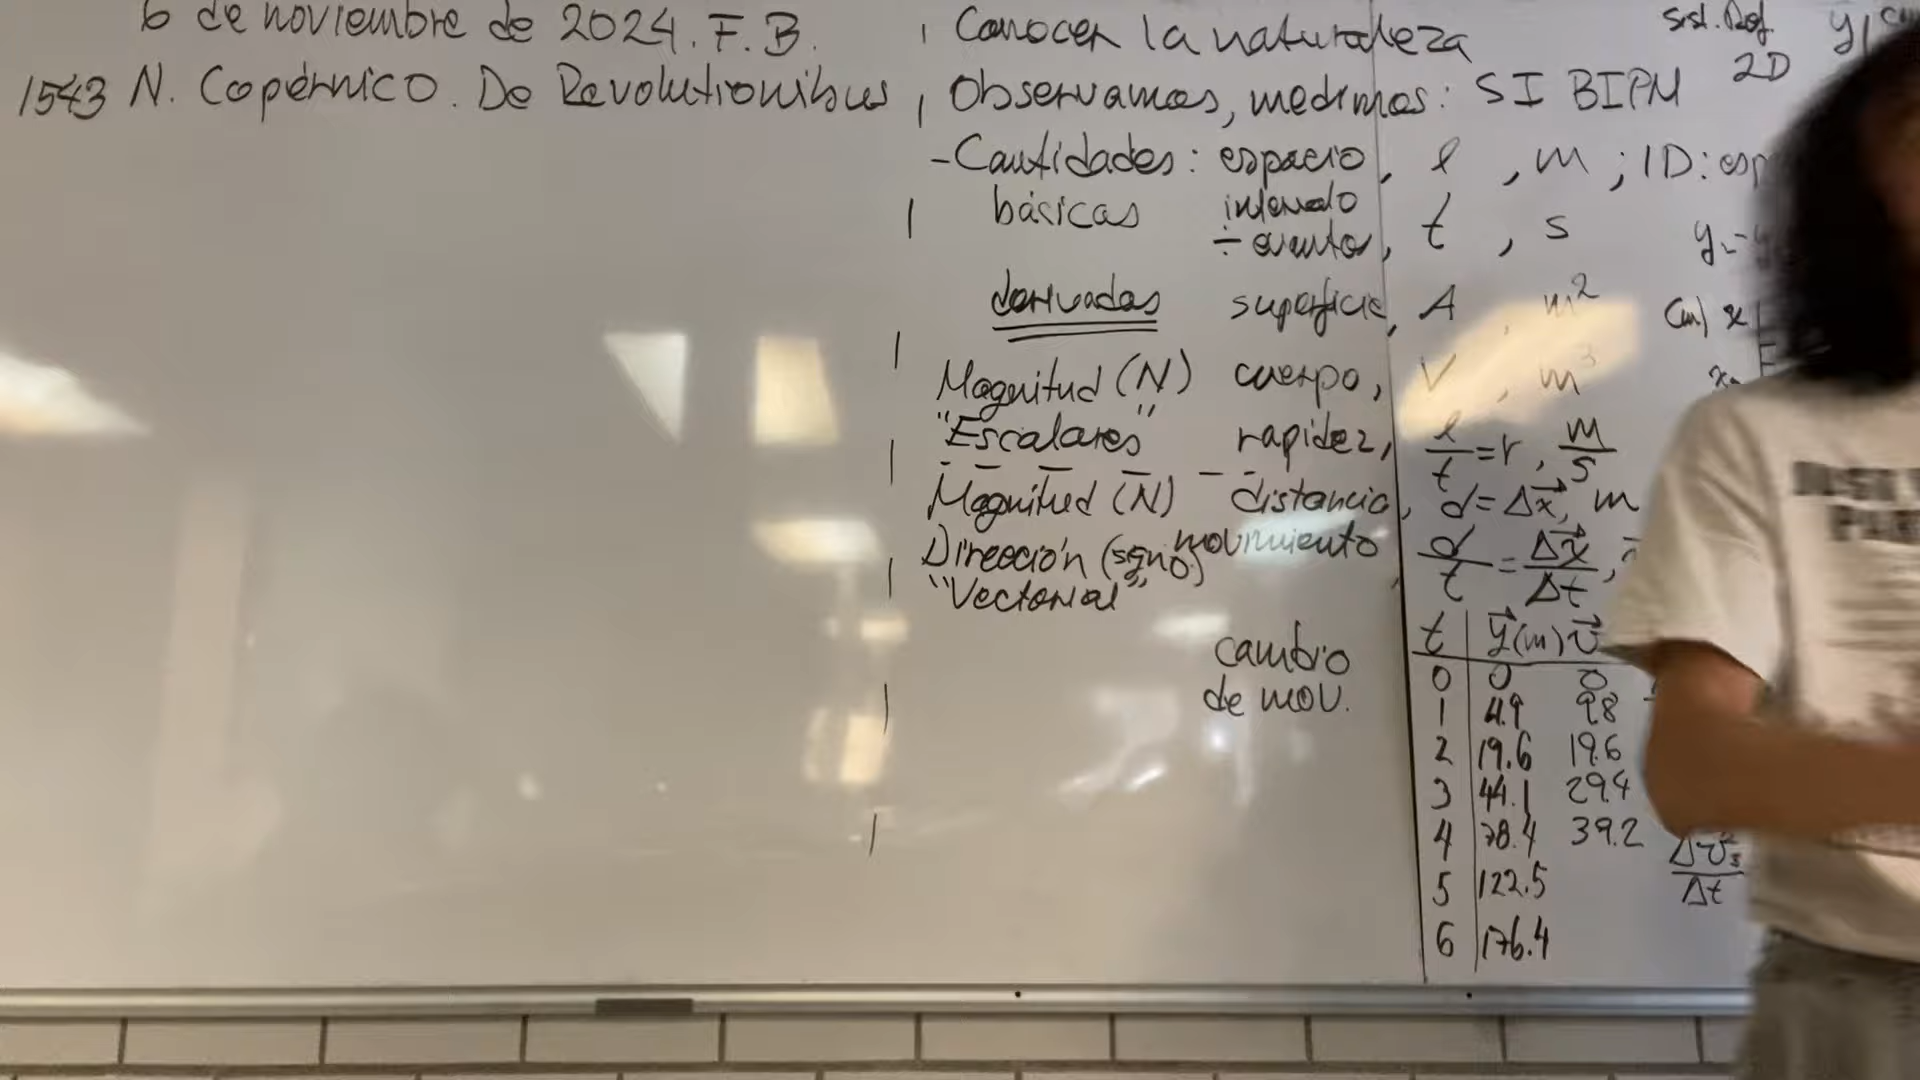 6 de noviembre de 2024. F. B.
1543 N. Copérnico. De Revolutionibus
Conocer la naturaleza
Observamos, medimos: SI BIPM
Sist. Ref.
2D
y
- Cantidades: espacio, l, m; 1D: esp
básicas intervalo
÷ eventos, t, s
derivadas superficie, A, m²
(m) x
Magnitud (N) cuerpo, V, m³
"Escalares" rapidez, l/t = r, m/s
Magnitud (N) distancia, d = Δx⃗, m
Dirección (signo) movimiento, d/t = Δx⃗/Δt,
"Vectorial"
cambio
de mov.
t y⃗(m) v⃗
0 0 0
1 4.9 9.8
2 19.6 19.6
3 44.1 29.4
4 78.4 39.2
5 122.5
6 176.4
Δt